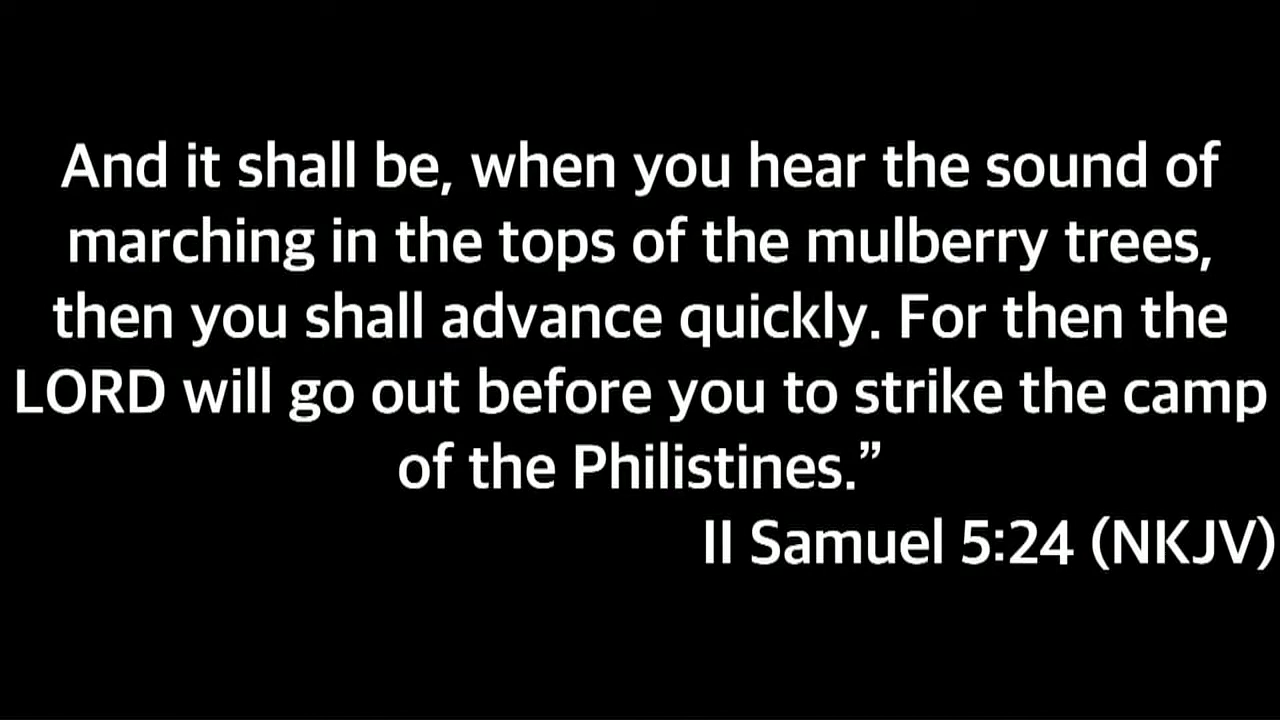 And it shall be, when you hear the sound of
marching in the tops of the mulberry trees,
then you shall advance quickly. For then the
LORD will go out before you to strike the camp
of the Philistines.”
II Samuel 5:24 (NKJV)